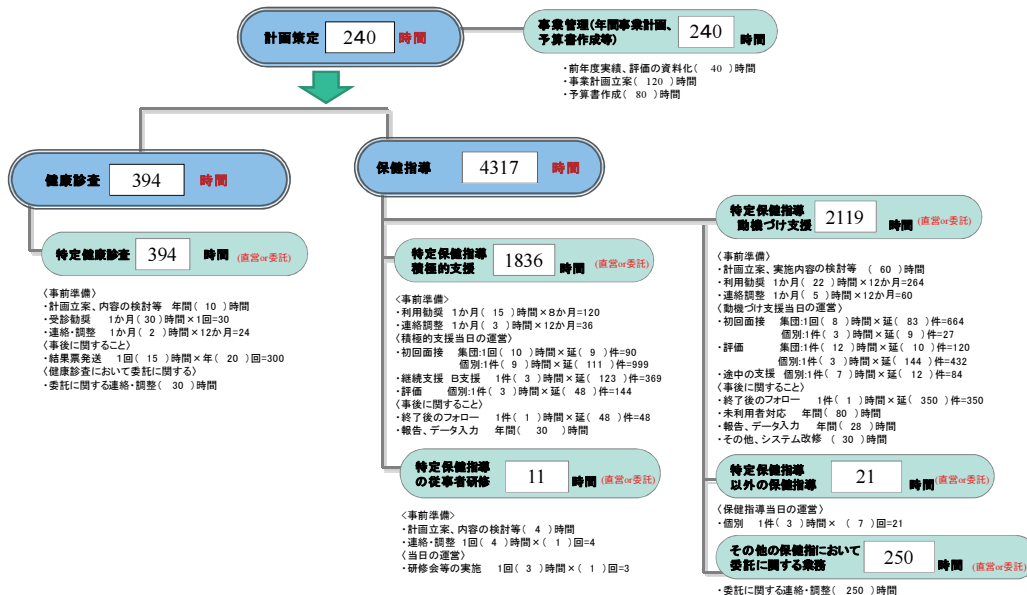 計画策定 240 時間
事業管理(年間事業計画、
予算書作成等) 240 時間
・前年度実績、評価の資料化( 40 )時間
・事業計画立案( 120 )時間
・予算書作成( 80 )時間
健康診査 394 時間
保健指導 4317 時間
特定健康診査 394 時間 (直営or委託)
〈事前準備〉
・計画立案、内容の検討等 年間( 10 )時間
・受診勧奨 1か月(30)時間×1回=30
・連絡・調整 1か月( 2 )時間×12か月=24
〈事後に関すること〉
・結果票発送 1回( 15 )時間×年( 20 )回=300
〈健康診査において委託に関する〉
・委託に関する連絡・調整( 30 )時間
特定保健指導
積極的支援 1836 時間 (直営or委託)
〈事前準備〉
・利用勧奨 1か月( 15 )時間×8か月=120
・連絡調整 1か月( 3 )時間×12か月=36
〈積極的支援当日の運営〉
・初回面接 集団:1回( 10 )時間×延( 9 )件=90
個別:1件( 9 )時間×延( 111 )件=999
・継続支援 B支援 1件( 3 )時間×延( 123 )件=369
・評価 個別:1件( 3 )時間×延( 48 )件=144
〈事後に関すること〉
・終了後のフォロー 1件( 1 )時間×延( 48 )件=48
・報告、データ入力 年間( 30 )時間
特定保健指導
の従事者研修 11 時間 (直営or委託)
〈事前準備〉
・計画立案、内容の検討等( 4 )時間
・連絡・調整 1回( 4 )時間×( 1 )回=4
〈当日の運営〉
・研修会等の実施 1回( 3 )時間×( 1 )回=3
特定保健指導
動機づけ支援 2119 時間 (直営or委託)
〈事前準備〉
・計画立案、実施内容の検討等 ( 60 )時間
・利用勧奨 1か月( 22 )時間×12か月=264
・連絡調整 1か月( 5 )時間×12か月=60
〈動機づけ支援当日の運営〉
・初回面接 集団:1回( 8 )時間×延( 83 )件=664
個別:1件( 3 )時間×延( 9 )件=27
・評価 集団:1件( 12 )時間×延( 10 )件=120
個別:1件( 3 )時間×延( 144 )件=432
・途中の支援 個別:1件( 7 )時間×延( 12 )件=84
〈事後に関すること〉
・終了後のフォロー 1件( 1 )時間×延( 350 )件=350
・未利用者対応 年間( 80 )時間
・報告、データ入力 年間( 28 )時間
・その他、システム改修 ( 30 )時間
特定保健指導
以外の保健指導 21 時間 (直営or委託)
〈保健指導当日の運営〉
・個別 1件( 3 )時間× ( 7 )回=21
その他の保健指において
委託に関する業務 250 時間 (直営or委託)
・委託に関する連絡・調整( 250 )時間